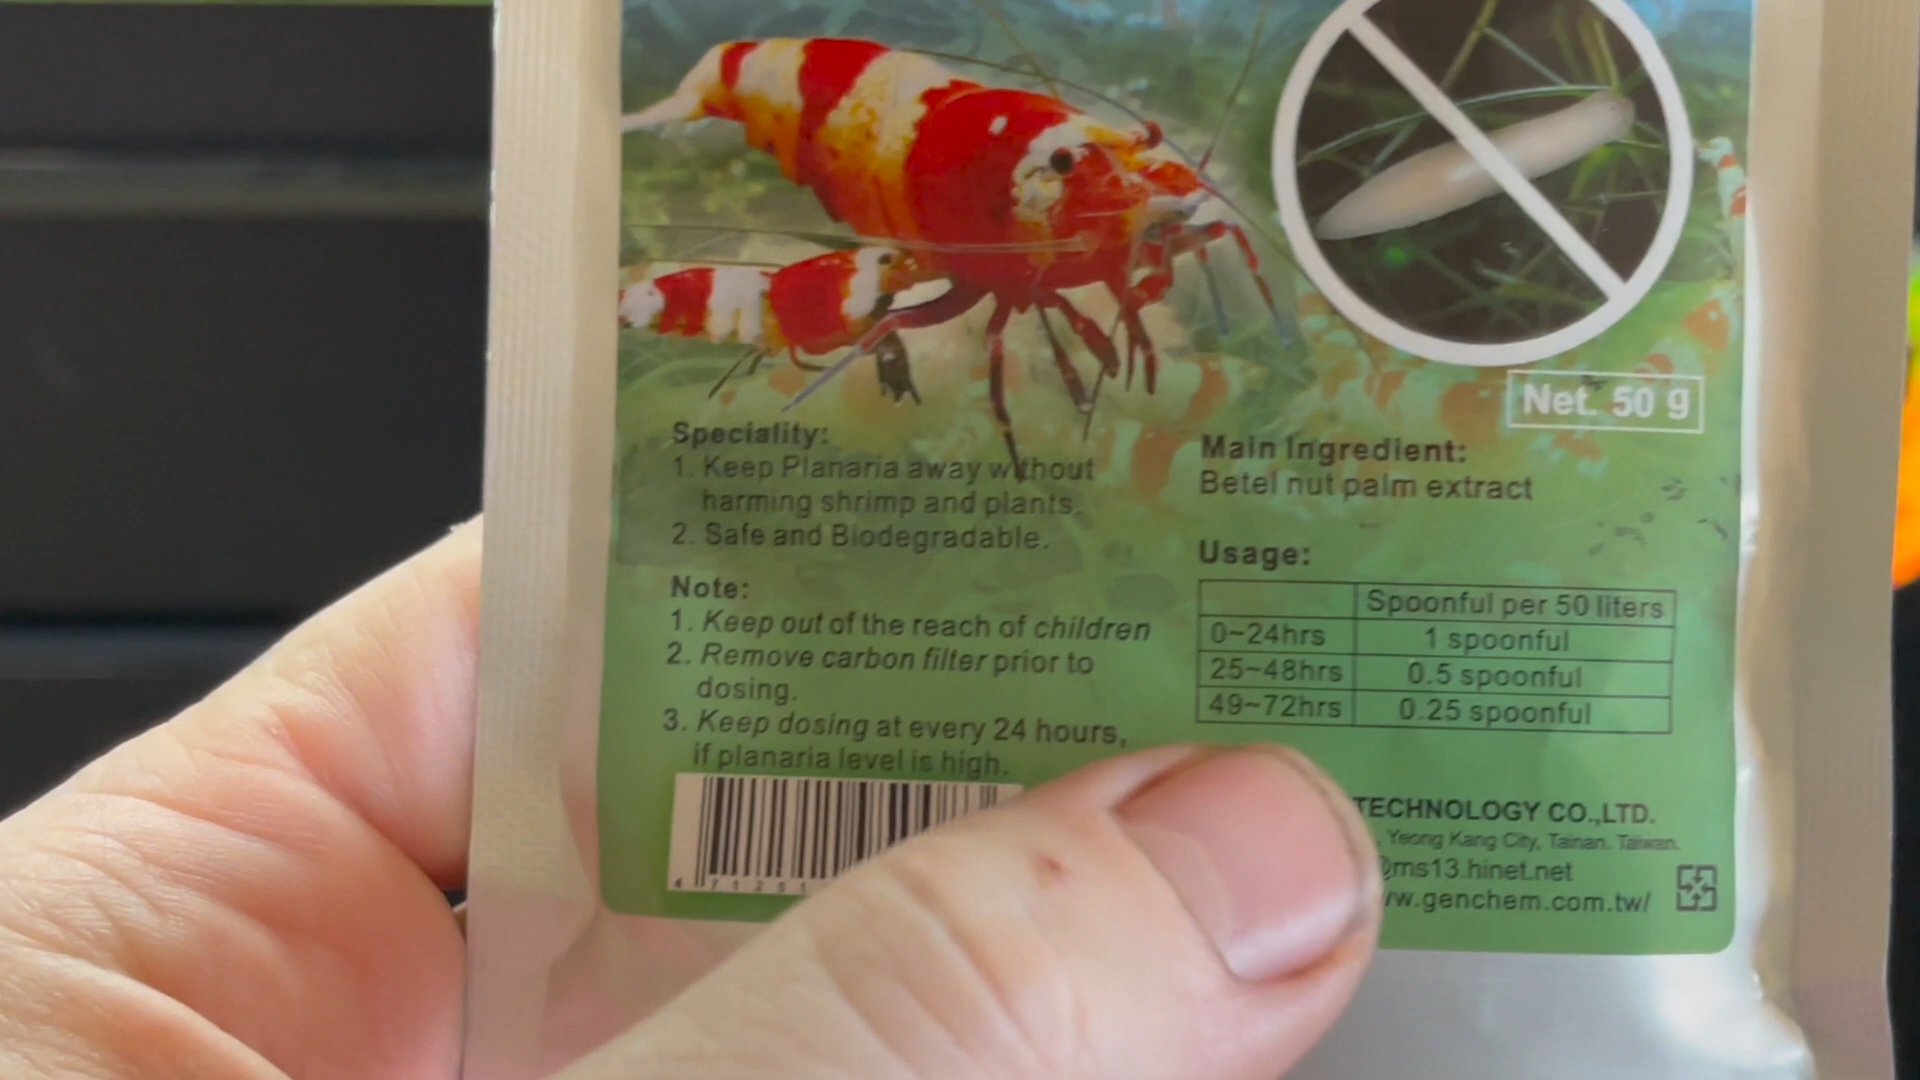 Net. 50 g
Speciality:
1. Keep Planaria away without
harming shrimp and plants.
2. Safe and Biodegradable.
Note:
1. Keep out of the reach of children
2. Remove carbon filter prior to
dosing.
3. Keep dosing at every 24 hours,
if planaria level is high.
4 71251
Main Ingredient:
Betel nut palm extract
Usage:
Spoonful per 50 liters
0~24hrs 1 spoonful
25~48hrs 0.5 spoonful
49~72hrs 0.25 spoonful
TECHNOLOGY CO.,LTD.
, Yeong Kang City, Tainan. Taiwan.
@ms13.hinet.net
w.genchem.com.tw/